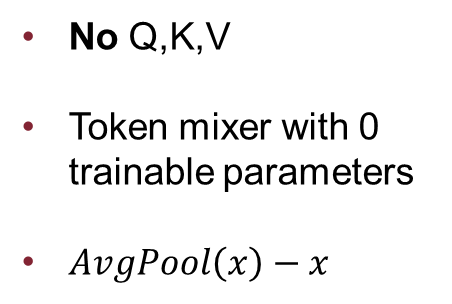 • No Q,K,V
• Token mixer with 0
trainable parameters
• AvgPool(x) − x